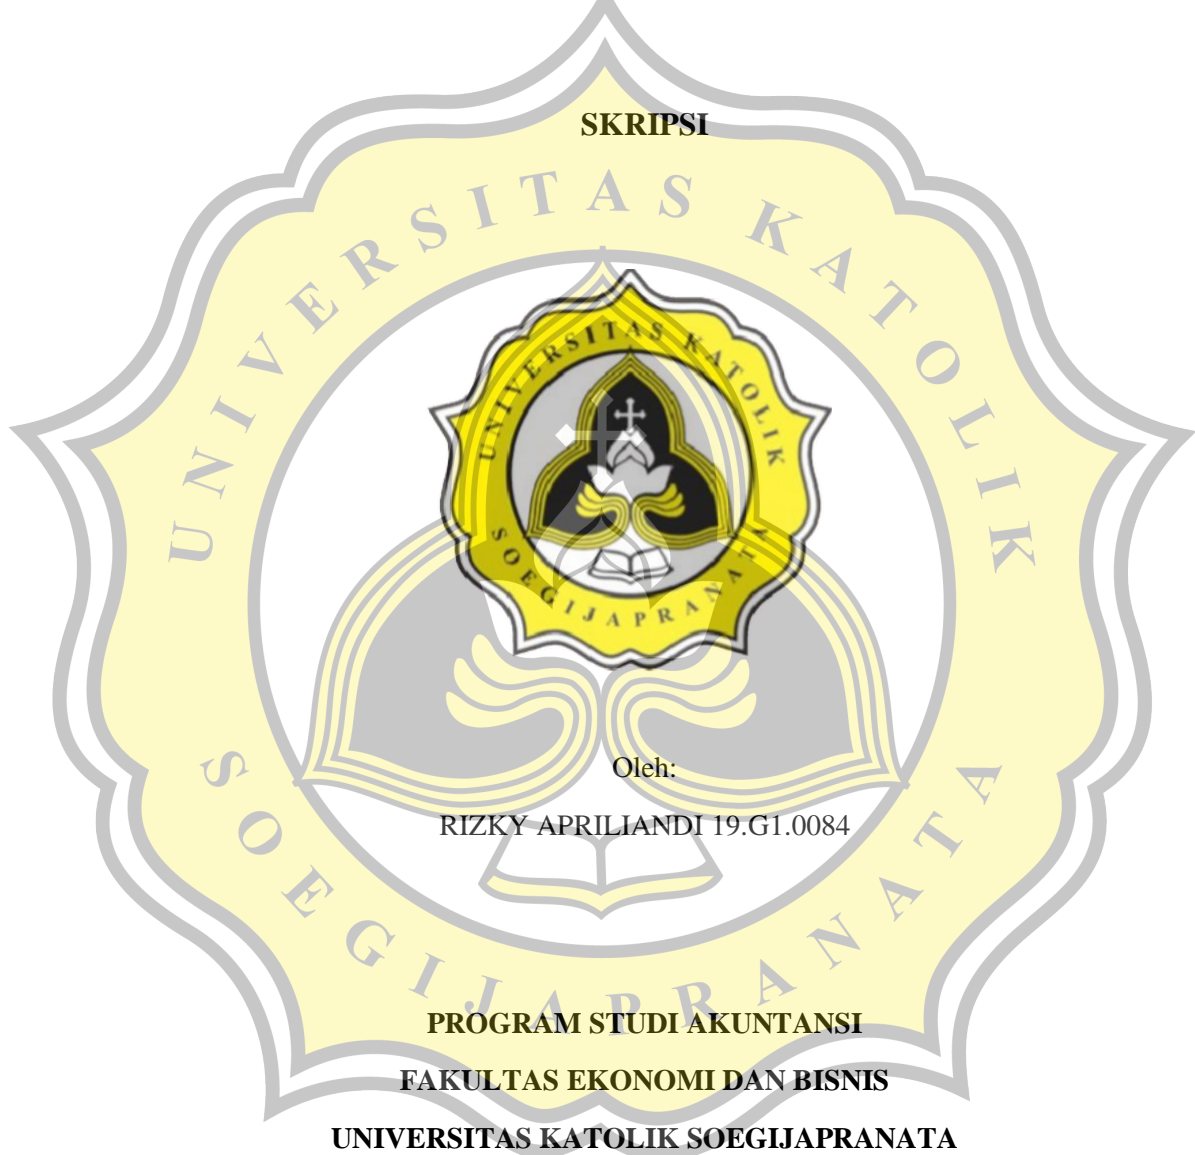 SKRIPSI
UNIVERSITAS KATOLIK
SOEGIJAPRANATA
UNIVERSITAS KATOLIK
SOEGIJAPRANATA
Oleh:
RIZKY APRILIANDI 19.G1.0084
PROGRAM STUDI AKUNTANSI
FAKULTAS EKONOMI DAN BISNIS
UNIVERSITAS KATOLIK SOEGIJAPRANATA